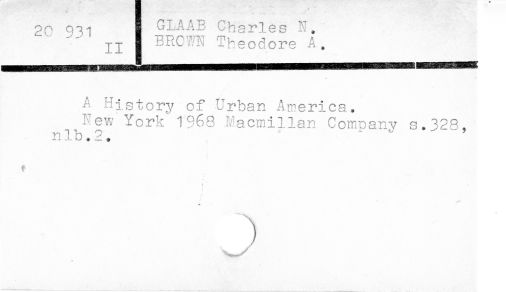 20 931
II
GLAAB Charles N.
BROWN Theodore A.
A History of Urban America.
New York 1968 Macmillan Company s.328,
nlb.2.